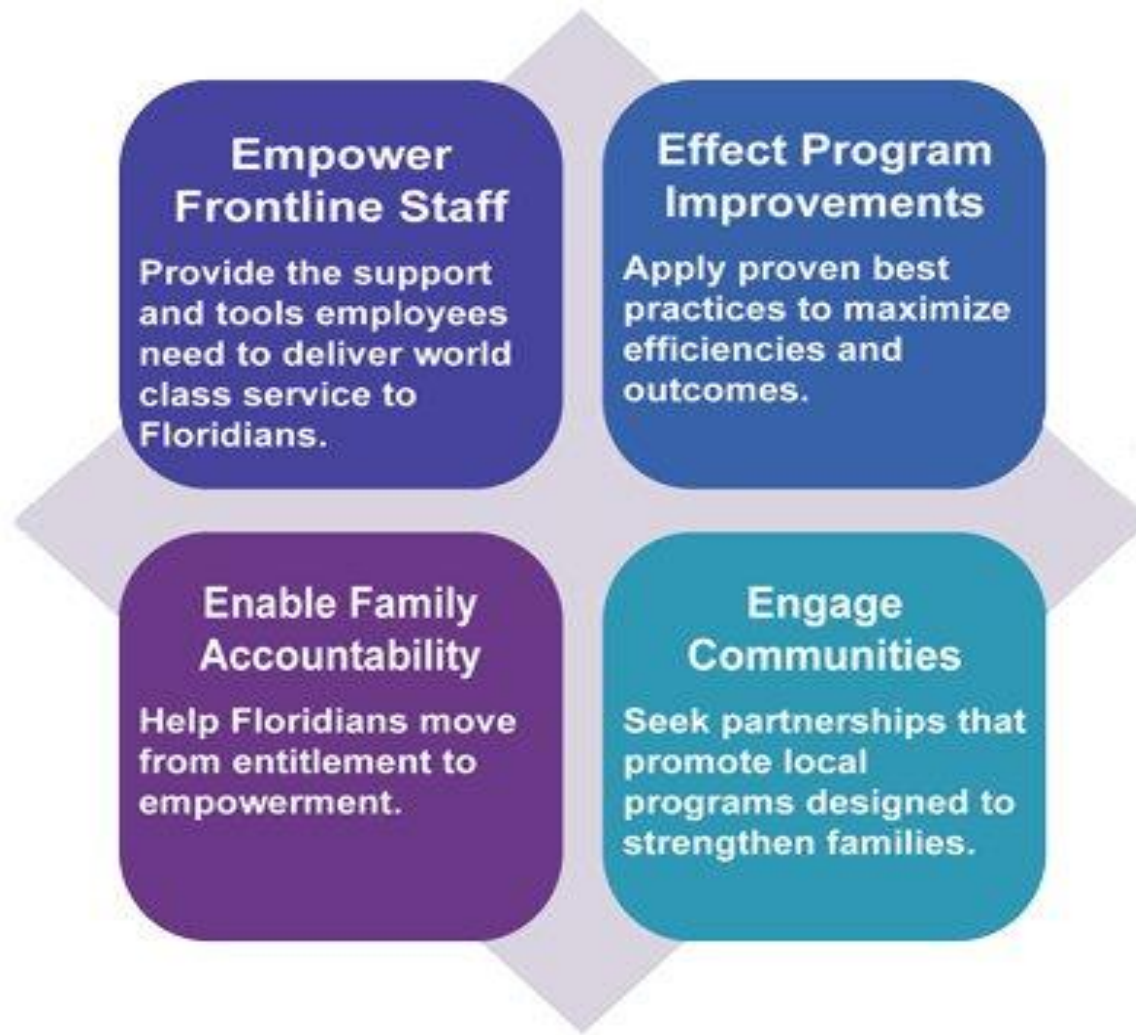 Empower
Frontline Staff
Provide the support
and tools employees
need to deliver world
class service to
Floridians.
Effect Program
Improvements
Apply proven best
practices to maximize
efficiencies and
outcomes.
Enable Family
Accountability
Help Floridians move
from entitlement to
empowerment.
Engage
Communities
Seek partnerships that
promote local
programs designed to
strengthen families.